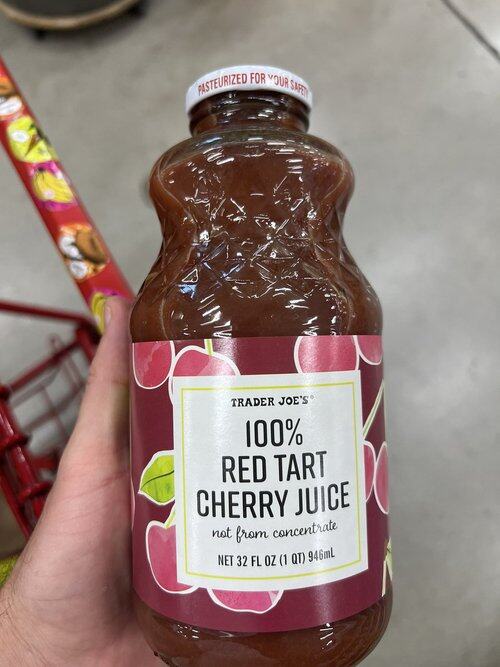 PASTEURIZED FOR YOUR SAFETY
TRADER JOE'S®
100%
RED TART
CHERRY JUICE
not from concentrate
NET 32 FL OZ (1 QT) 946mL